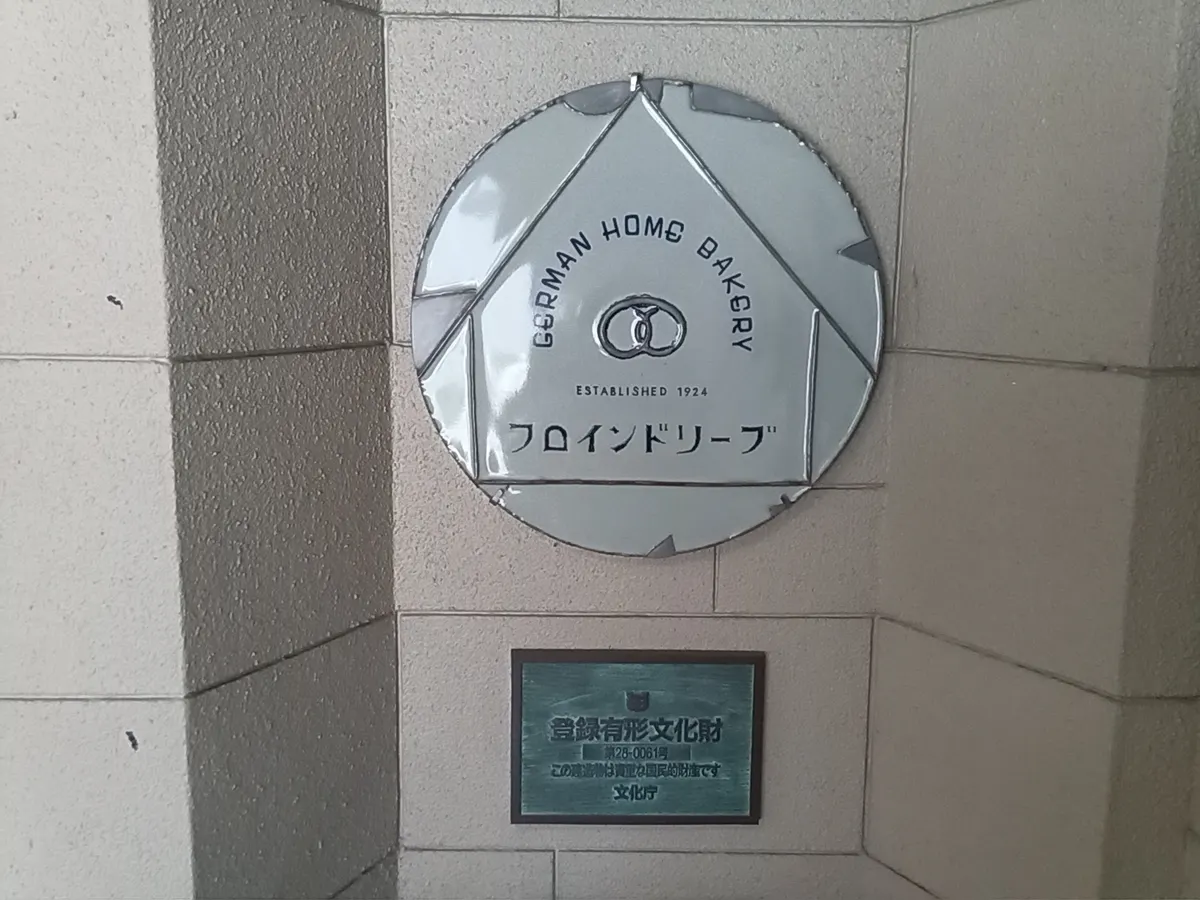 GERMAN HOME BAKERY
ESTABLISHED 1924
フロインドリーブ
登録有形文化財
第28-0061号
この建造物は貴重な国民的財産です
文化庁